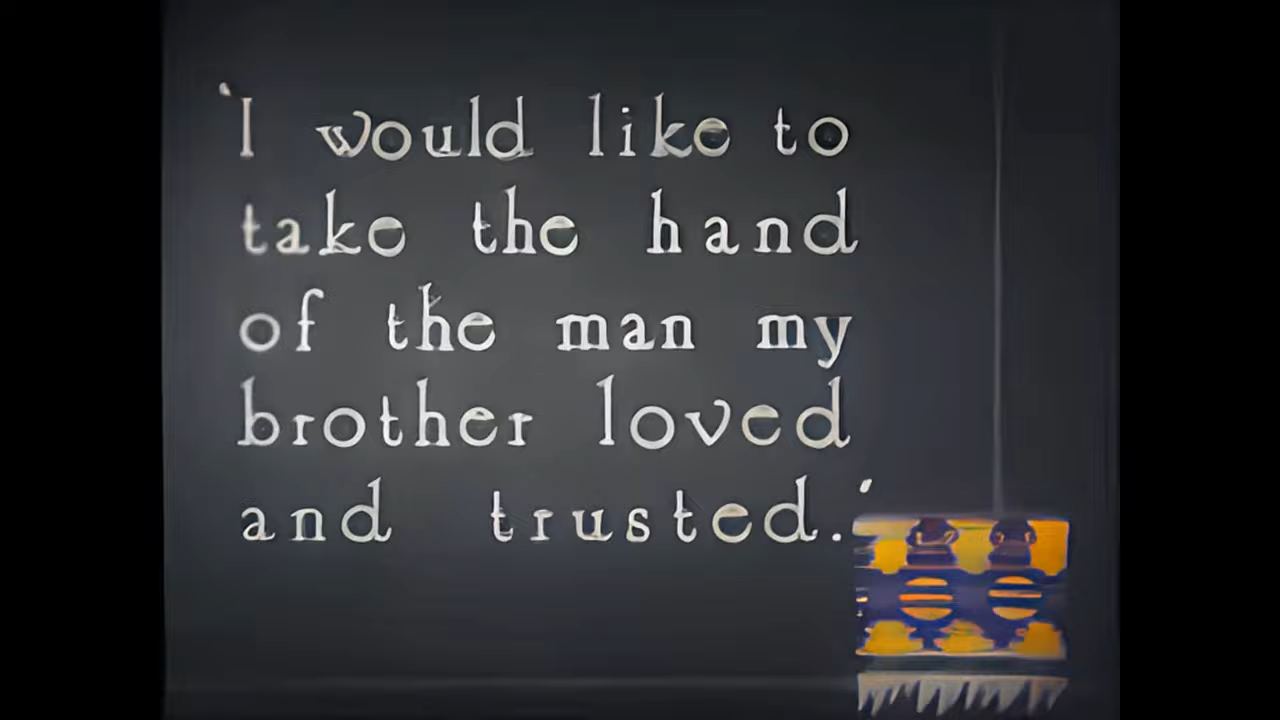 'I would like to
take the hand
of the man my
brother loved
and trusted.'